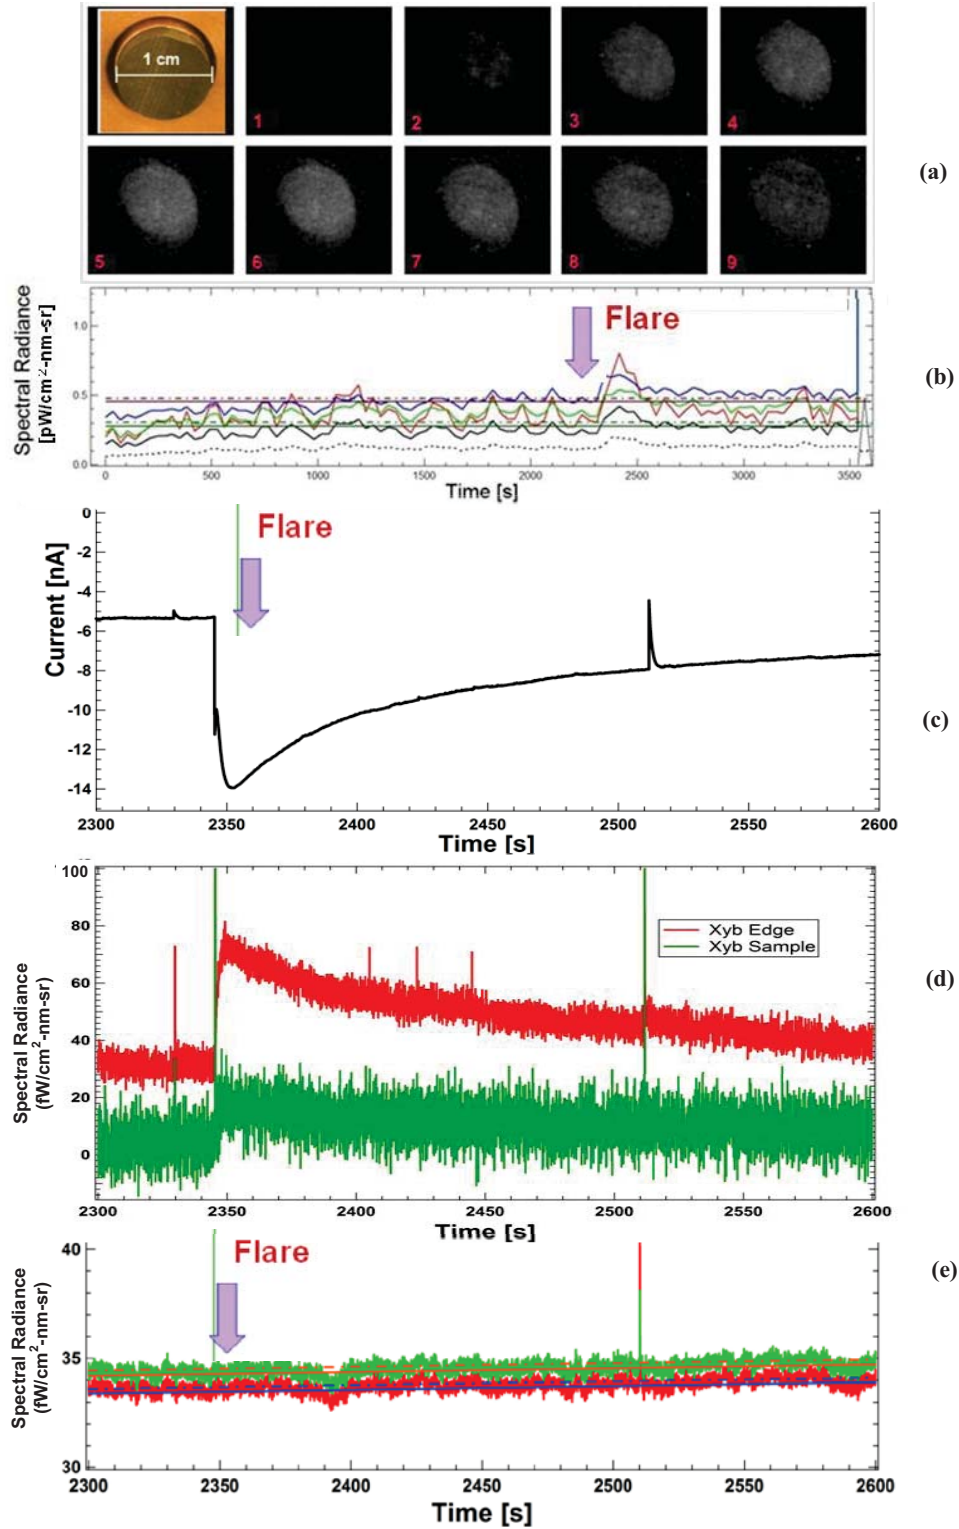 1 cm
1
2
3
4
5
6
7
8
9
(a)
Spectral Radiance
[pW/cm²-nm-sr)
1.0
0.5
0.0
Flare
0
500
1000
1500
2000
2500
3000
3500
Time [s]
(b)
Current [nA]
0
-2
-4
-6
-8
-10
-12
-14
Flare
2300
2350
2400
2450
2500
2550
2600
Time [s]
(c)
Spectral Radiance
(fW/cm²-nm-sr)
100
80
60
40
20
0
Xyb Edge
Xyb Sample
2300
2350
2400
2450
2500
2550
2600
Time [s]
(d)
Spectral Radiance
(fW/cm²-nm-sr)
40
35
30
Flare
2300
2350
2400
2450
2500
2550
2600
Time [s]
(e)